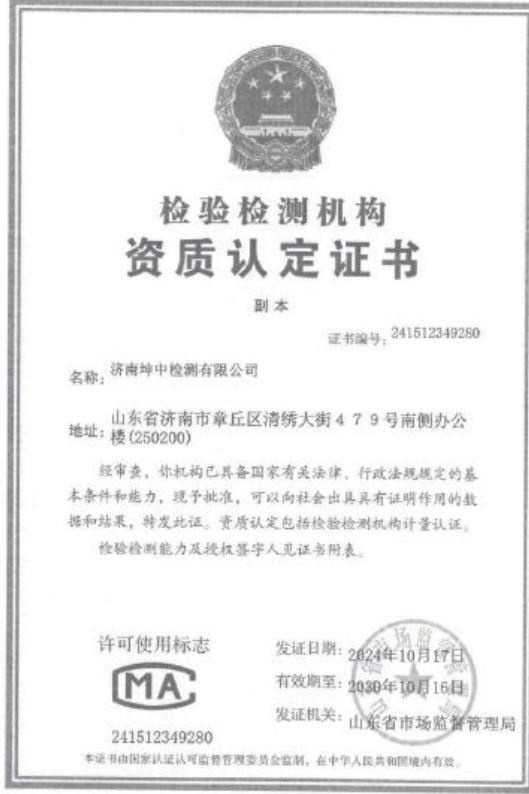 检验检测机构
资质认定证书
副本
证书编号:241512349280
名称:济南坤中检测有限公司
地址:山东省济南市章丘区清绣大街479号南侧办公
楼(250200)
经审查,你机构已具备国家有关法律、行政法规规定的基
本条件和能力,现予批准,可以向社会出具具有证明作用的数
据和结果,特发此证。资质认定包括检验检测机构计量认证。
检验检测能力及授权签字人见证书附表。
许可使用标志
MA
241512349280
发证日期:2024年10月17日
有效期至:2030年10月16日
发证机关:山东省市场监督管理局
本证书由国家认证认可监督管理委员会监制,在中华人民共和国境内有效。